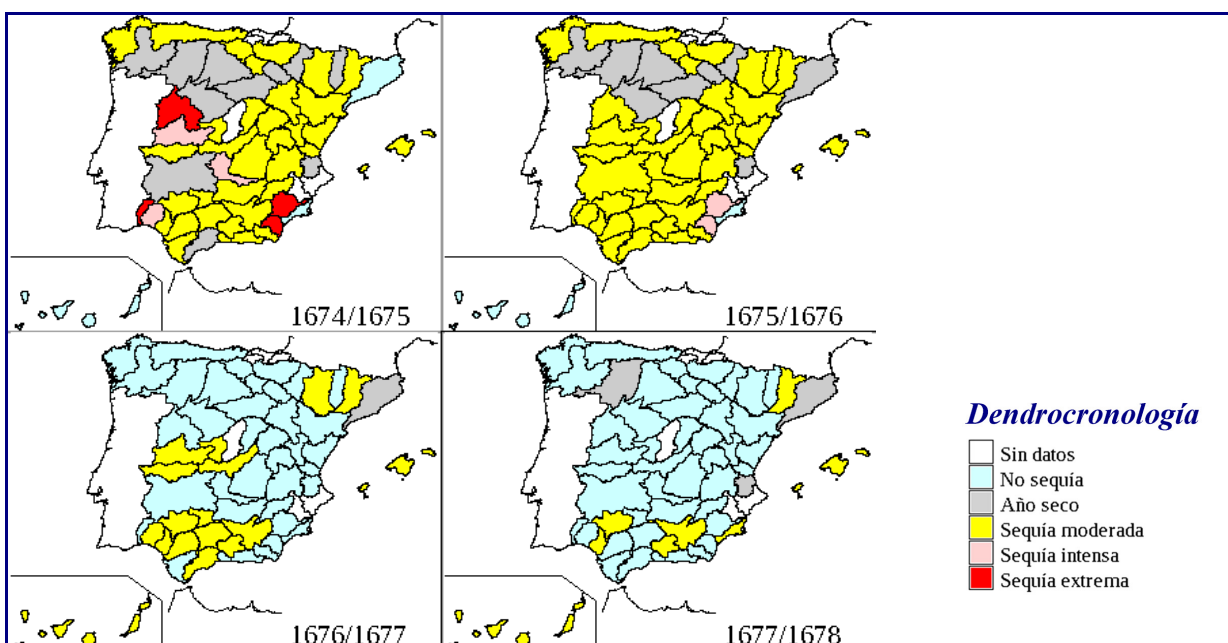 1674/1675
1675/1676
1676/1677
1677/1678
Dendrocronología
Sin datos
No sequía
Año seco
Sequía moderada
Sequía intensa
Sequía extrema